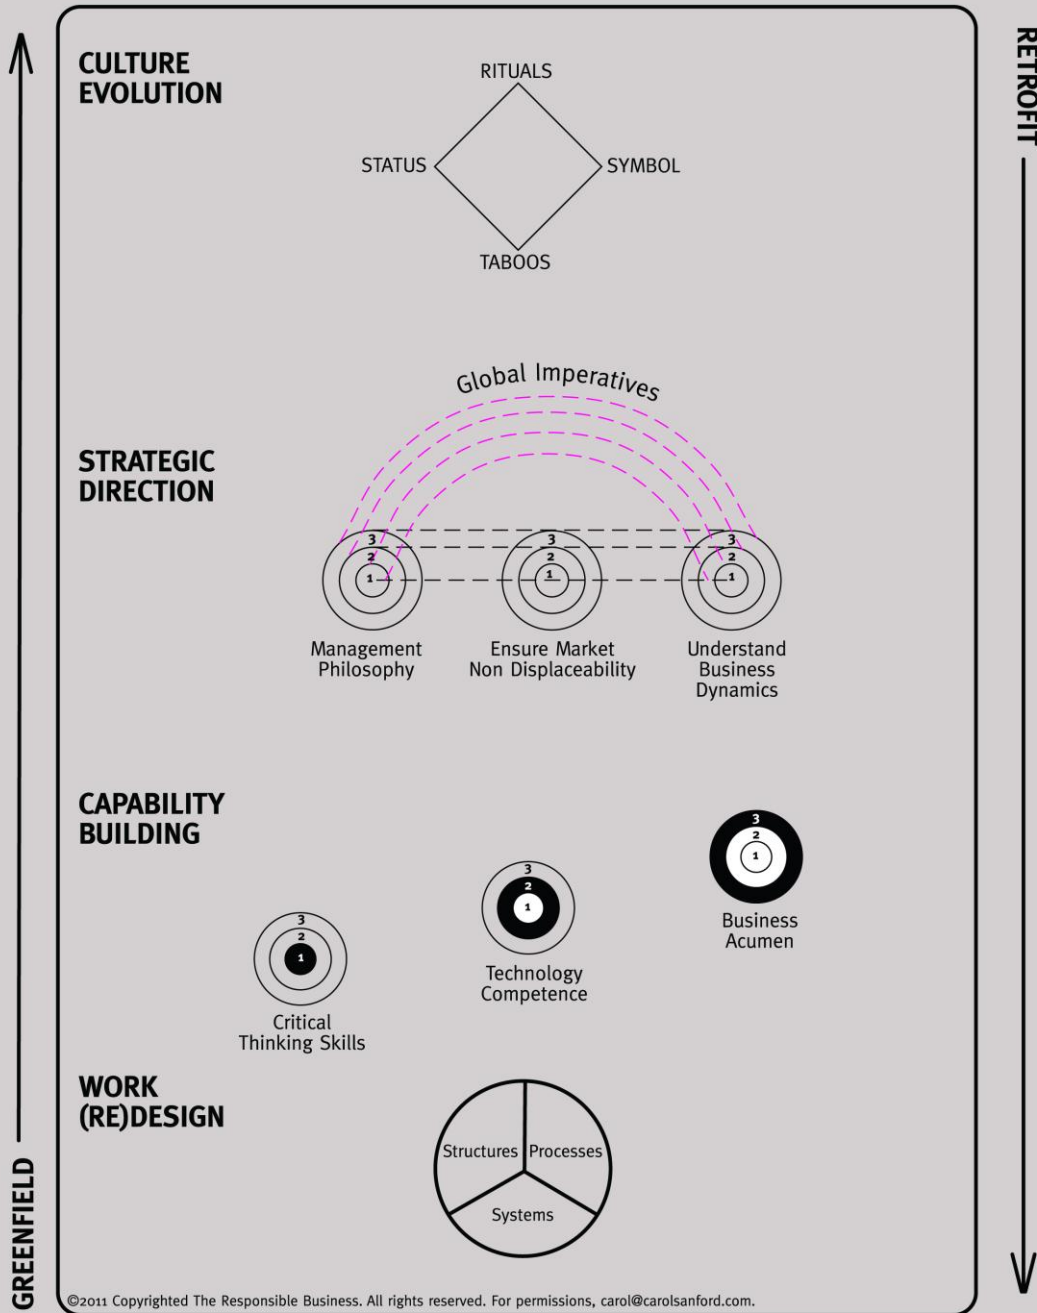 RETROFIT
CULTURE
EVOLUTION
RITUALS
STATUS
SYMBOL
TABOOS
Global Imperatives
STRATEGIC
DIRECTION
3
2
1
3
2
1
3
2
1
Management
Philosophy
Ensure Market
Non Displaceability
Understand
Business
Dynamics
CAPABILITY
BUILDING
3
2
1
Business
Acumen
3
2
1
Technology
Competence
3
2
1
Critical
Thinking Skills
WORK
(RE)DESIGN
Structures
Processes
Systems
GREENFIELD
©2011 Copyrighted The Responsible Business. All rights reserved. For permissions, carol@carolsanford.com.